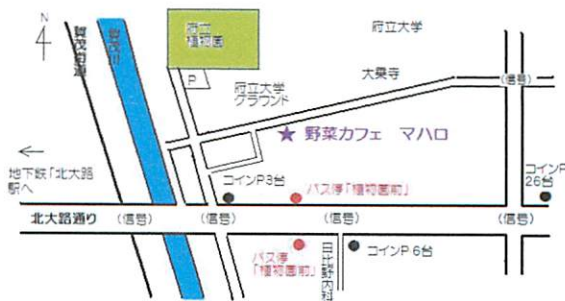 N
府立
植物園
府立大学
賀茂街道
賀茂川
P
府立大学
グラウンド
大乗寺
(信号)
★ 野菜カフェ マハロ
←
地下鉄「北大路
駅へ
コインP3台
バス停「植物園前」
コインP
26台
北大路通り
(信号)
(信号)
(信号)
(信号)
バス停
「植物園前」
日比野内科
コインP 6台